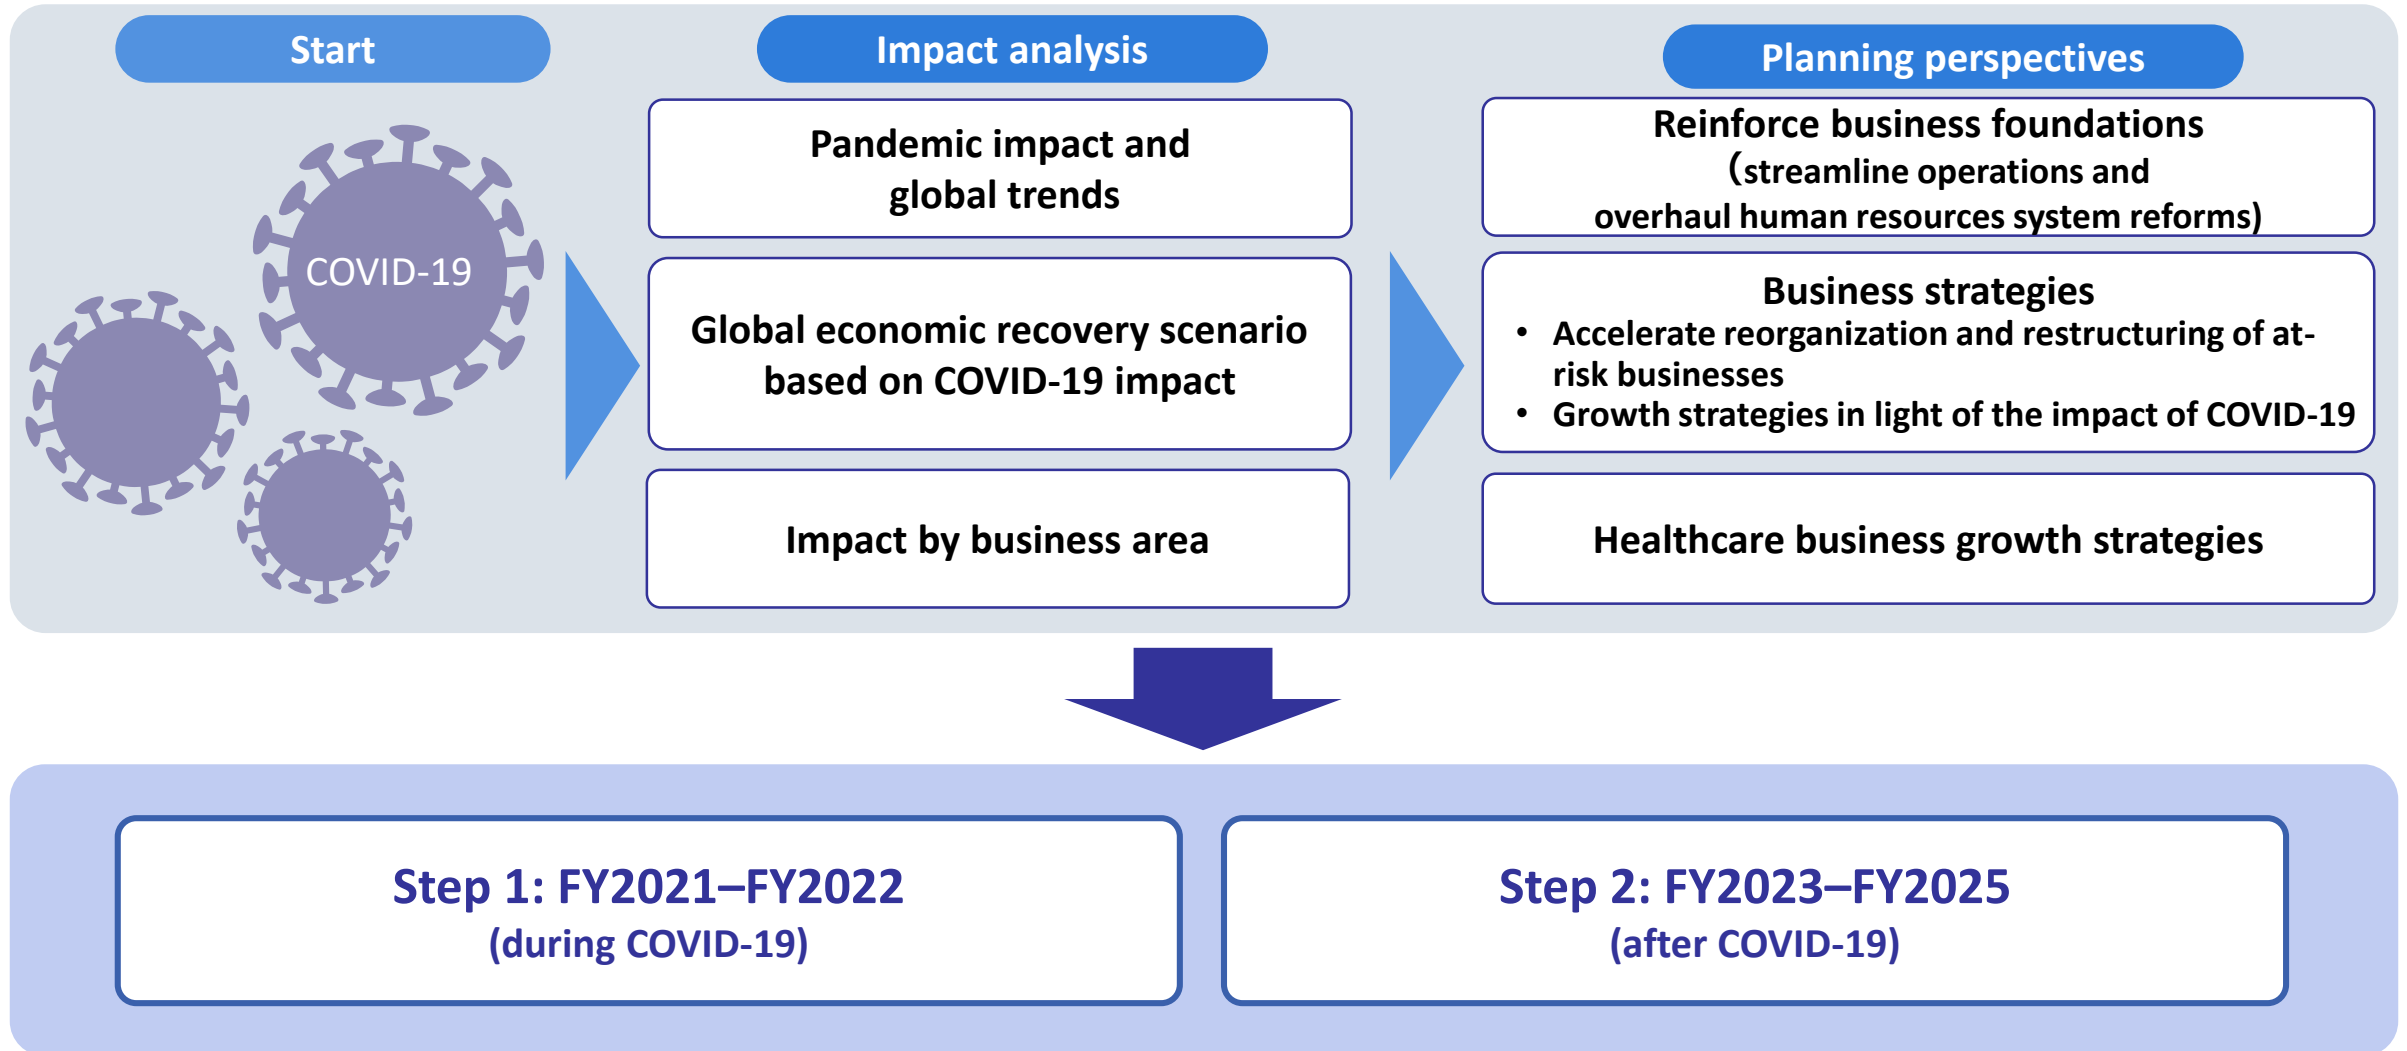 Start
COVID-19
Impact analysis
Pandemic impact and
global trends
Global economic recovery scenario
based on COVID-19 impact
Impact by business area
Planning perspectives
Reinforce business foundations
(streamline operations and
overhaul human resources system reforms)
Business strategies
• Accelerate reorganization and restructuring of at-
risk businesses
• Growth strategies in light of the impact of COVID-19
Healthcare business growth strategies
Step 1: FY2021–FY2022
(during COVID-19)
Step 2: FY2023–FY2025
(after COVID-19)